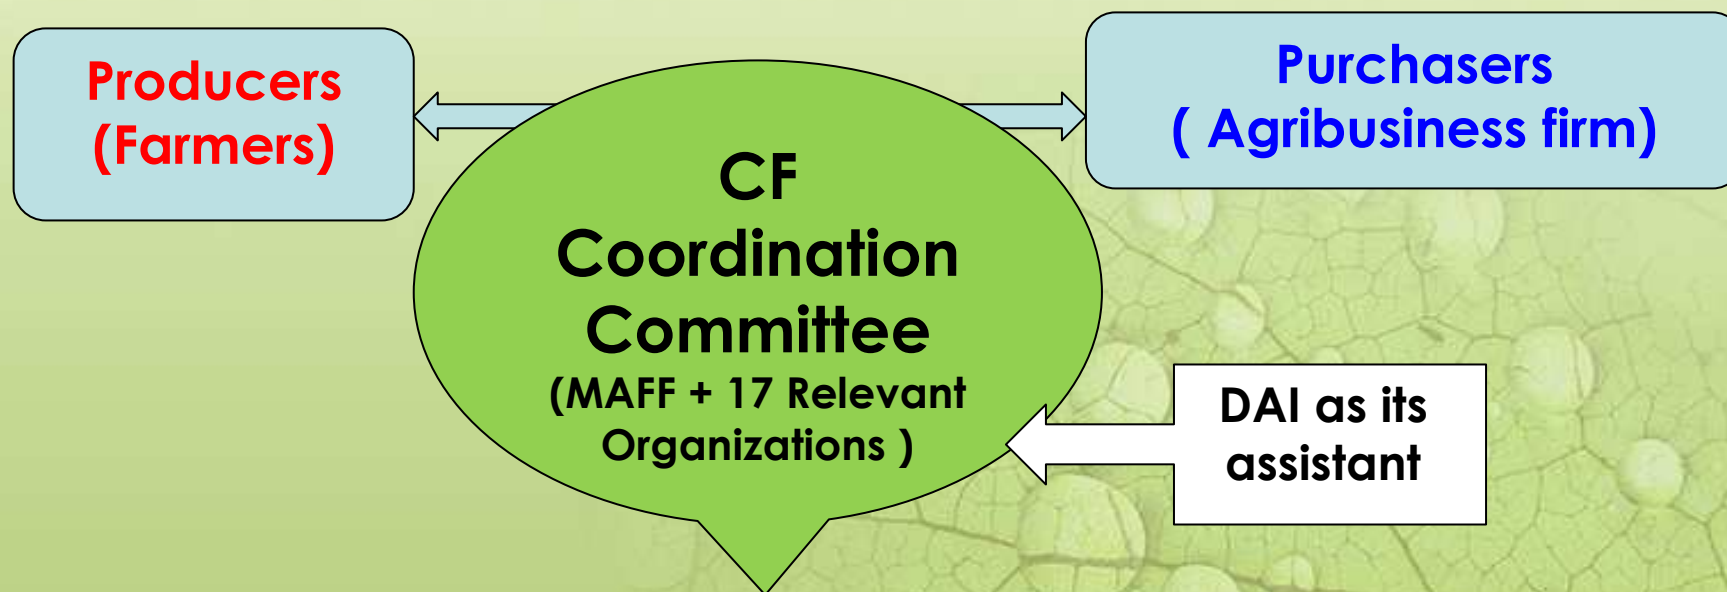 Producers
(Farmers)
Purchasers
( Agribusiness firm)
CF
Coordination
Committee
(MAFF + 17 Relevant
Organizations )
DAI as its
assistant